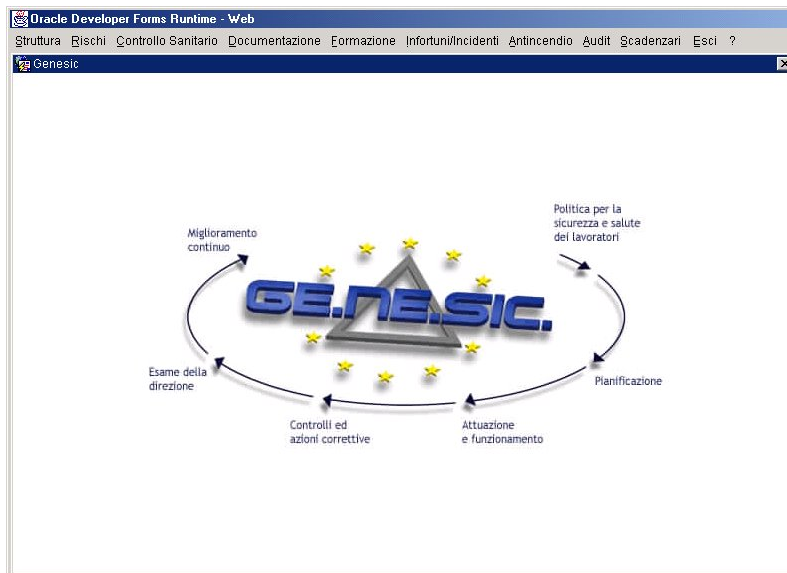 Oracle Developer Forms Runtime - Web
Struttura Rischi Controllo Sanitario Documentazione Formazione Infortuni/Incidenti Antincendio Audit Scadenzari Esci ?
Genesic
Politica per la
sicurezza e salute
dei lavoratori
Miglioramento
continuo
GE.NE.SIC.
Esame della
direzione
Pianificazione
Controlli ed
azioni correttive
Attuazione
e funzionamento